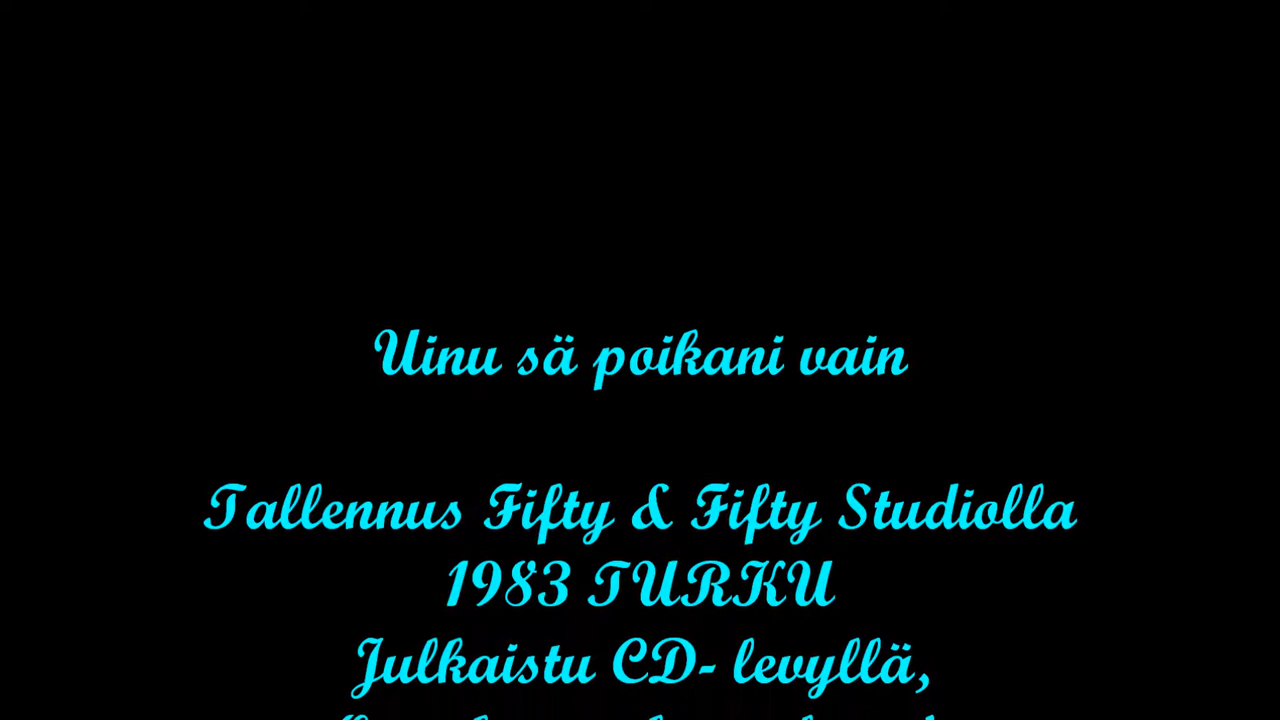 Uinu sä poikani vain
Tallennus Fifty & Fifty Studiolla
1983 TURKU
Julkaistu CD- levyllä,